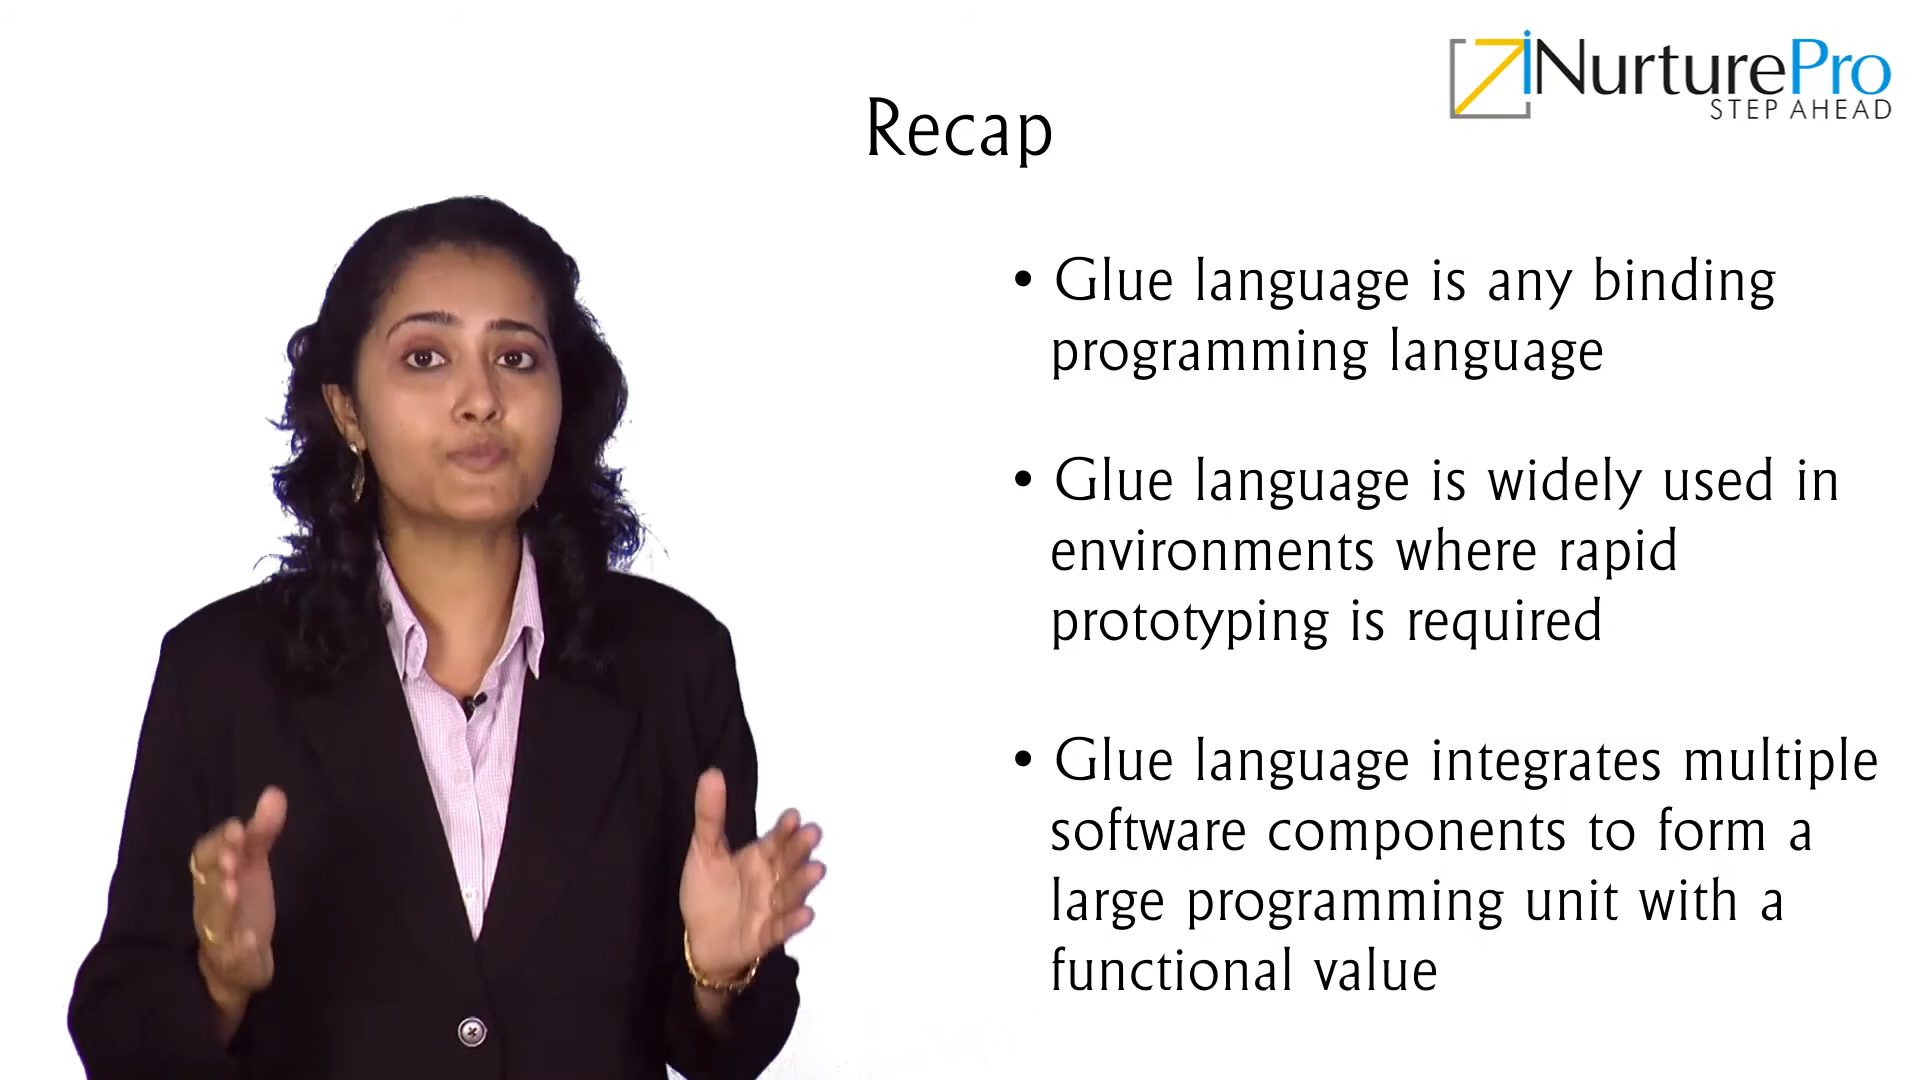 iNurturePro
STEP AHEAD
Recap
• Glue language is any binding
programming language
• Glue language is widely used in
environments where rapid
prototyping is required
• Glue language integrates multiple
software components to form a
large programming unit with a
functional value